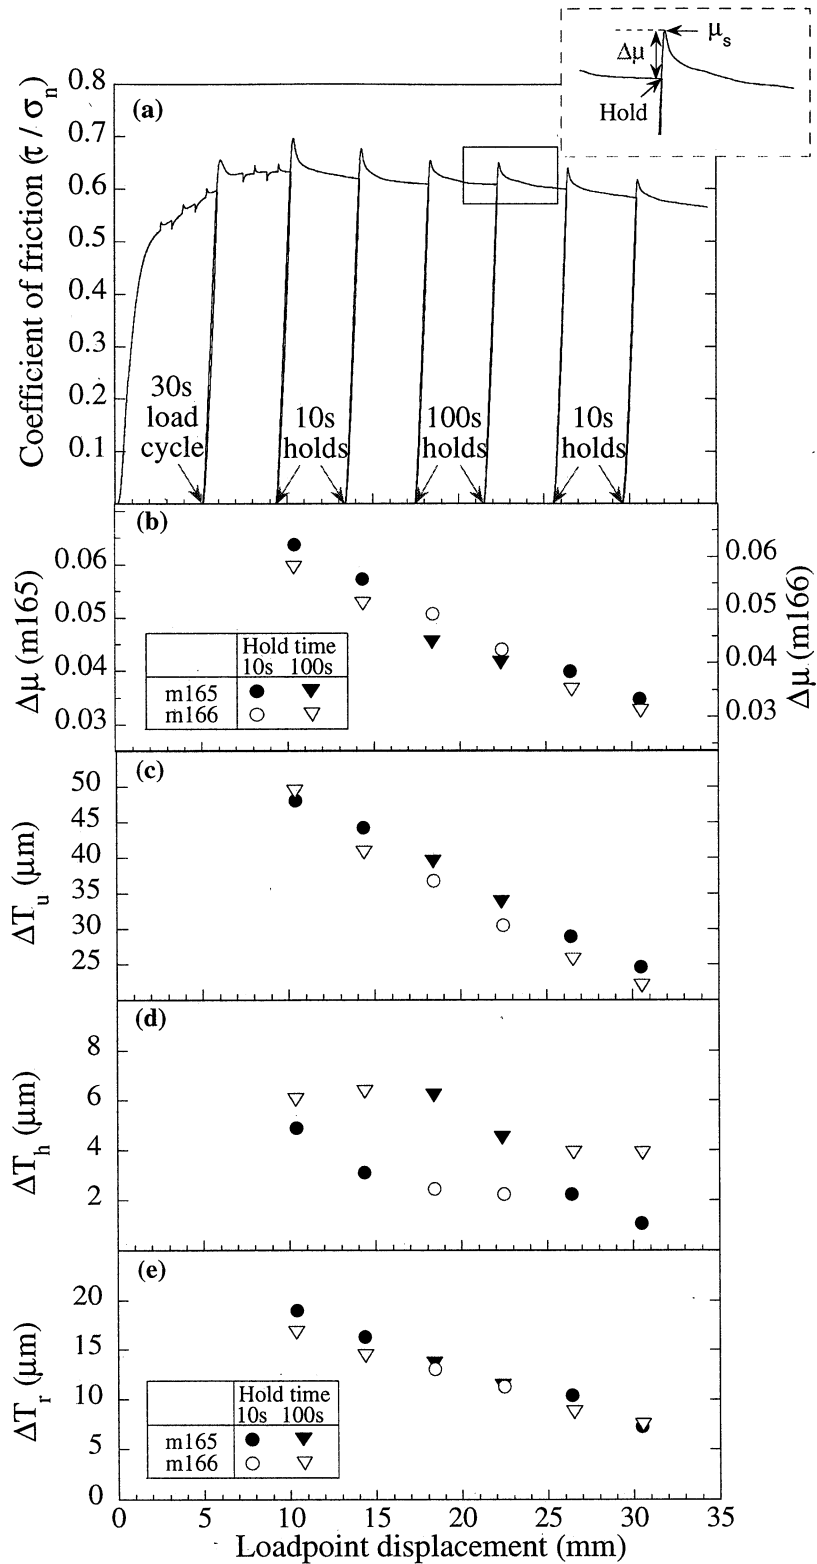 μs
Δμ
Hold
(a)
Coefficient of friction (τ / σn)
0.8
0.7
0.6
0.5
0.4
0.3
0.2
0.1
30s
load
cycle
10s
holds
100s
holds
10s
holds
(b)
Δμ (m165)
0.06
0.05
0.04
0.03
0.06
0.05
0.04
0.03
Δμ (m166)
Hold time
10s 100s
m165
m166
(c)
ΔTu (μm)
50
45
40
35
30
25
(d)
ΔTh (μm)
8
6
4
2
(e)
ΔTr (μm)
20
15
10
5
0
Hold time
10s 100s
m165
m166
0 5 10 15 20 25 30 35
Loadpoint displacement (mm)